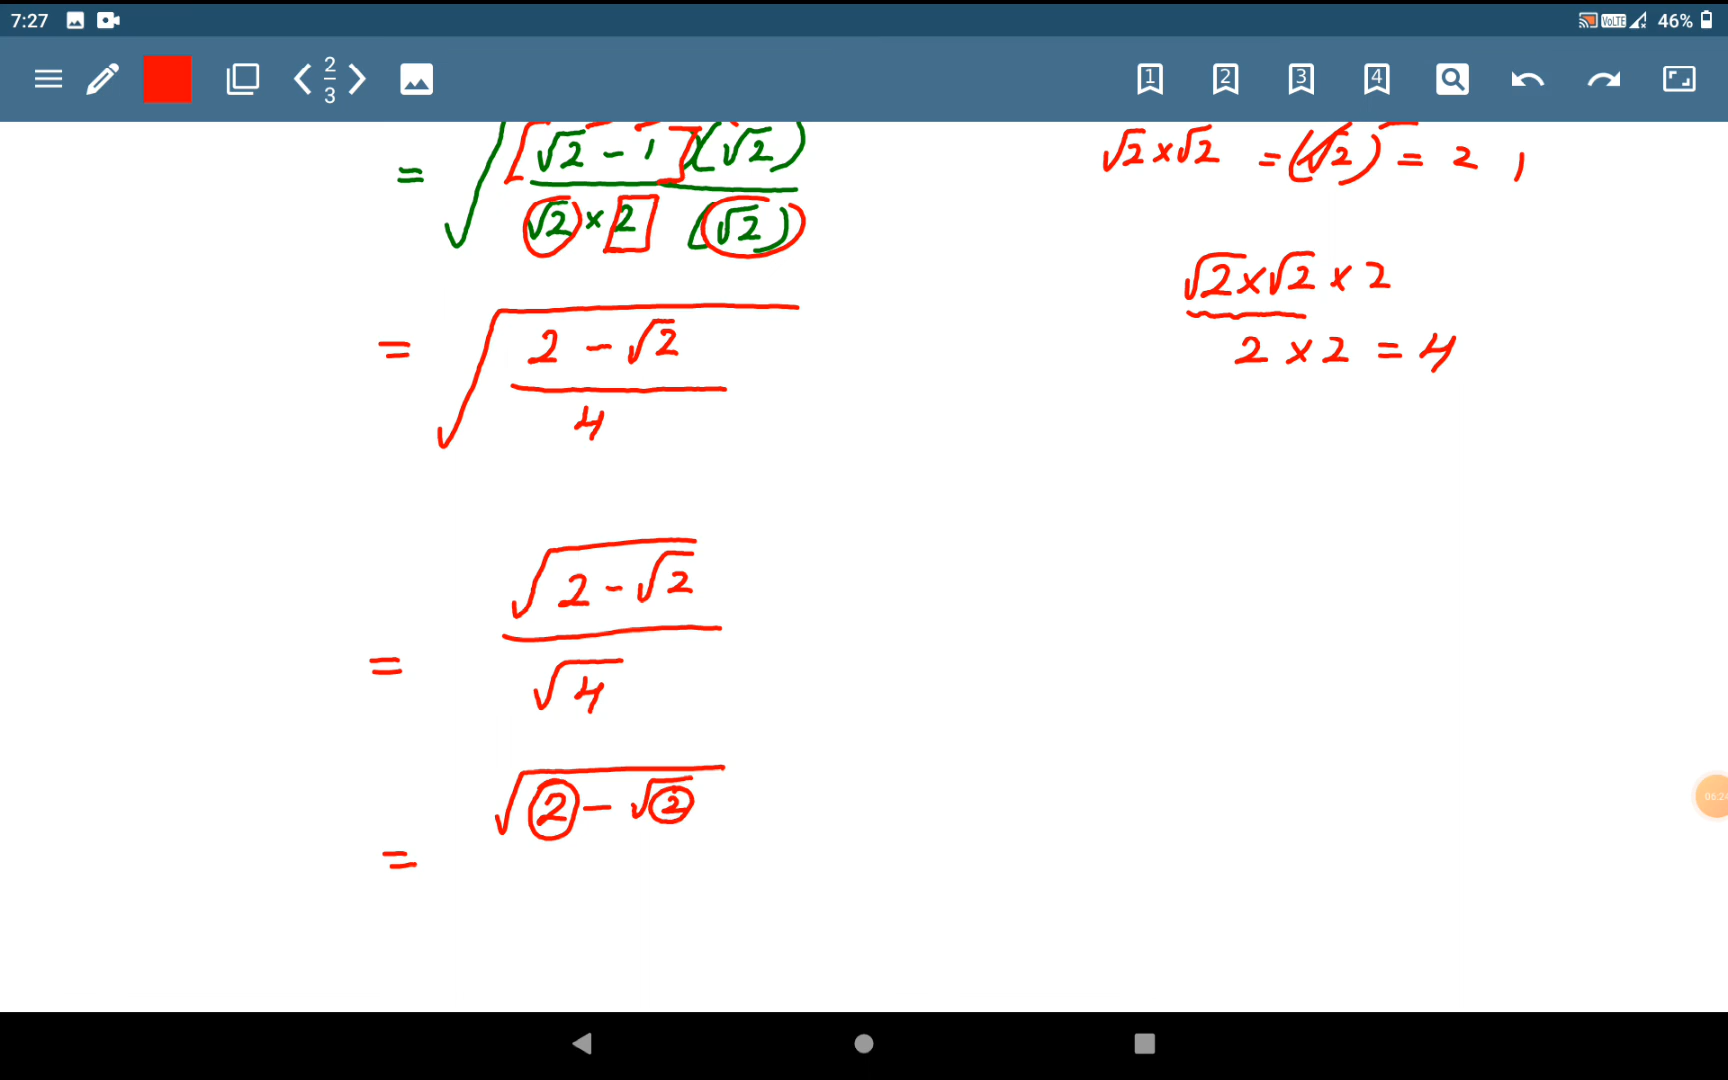 7:27 VoLTE 46%
2/3 1 2 3 4
= √[(√2 - 1)(√2) / (√2 × 2 (√2))]
√2 × √2 = (√2) = 2 ,
√2 × √2 × 2
= √((2 - √2) / 4)
2 × 2 = 4
= √(2 - √2) / √4
= √(2 - √2)